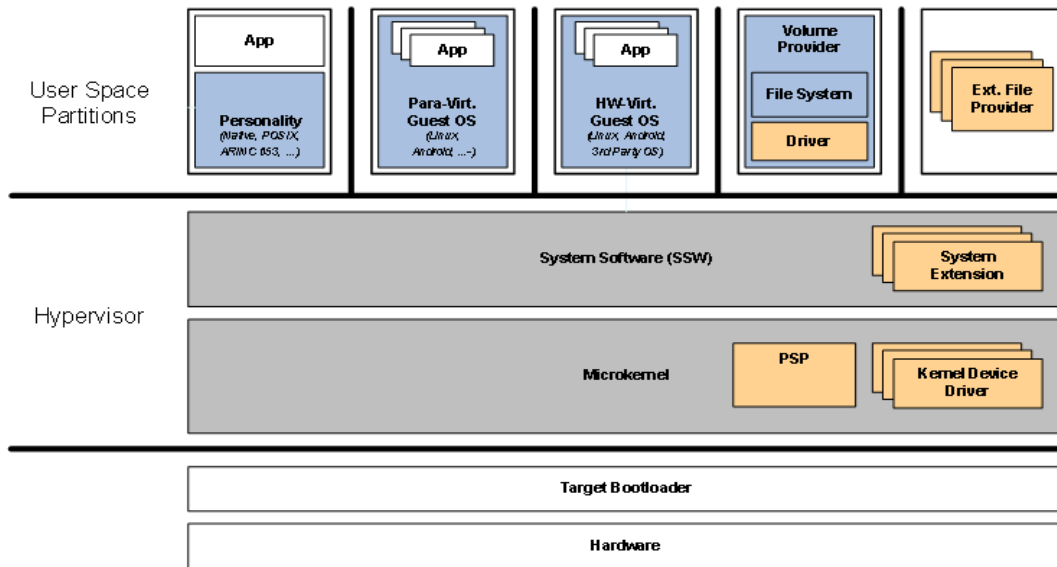 App
App
App
Volume
Provider
User Space
Partitions
Personality
(Native, POSIX,
ARINC 653, ...)
Para-Virt.
Guest OS
(Linux,
Android, ...-)
HW-Virt.
Guest OS
(Linux, Android,
3rd Party OS)
File System
Driver
Ext. File
Provider
Hypervisor
System Software (SSW)
System
Extension
Microkernel
PSP
Kernel Device
Driver
Target Bootloader
Hardware